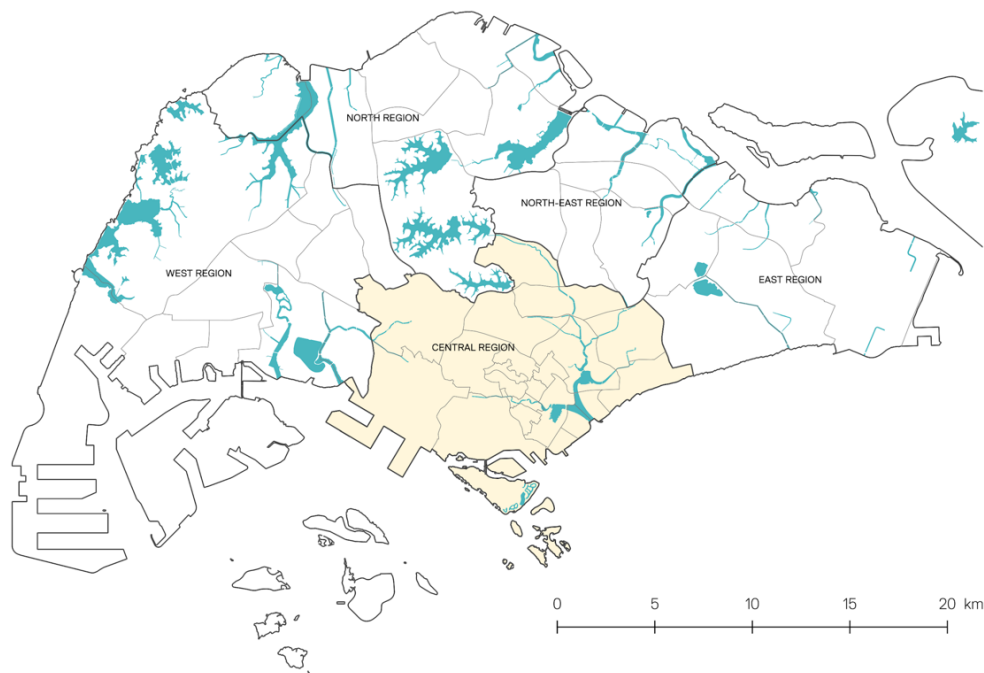 NORTH REGION
NORTH-EAST REGION
WEST REGION
EAST REGION
CENTRAL REGION
0 5 10 15 20 km